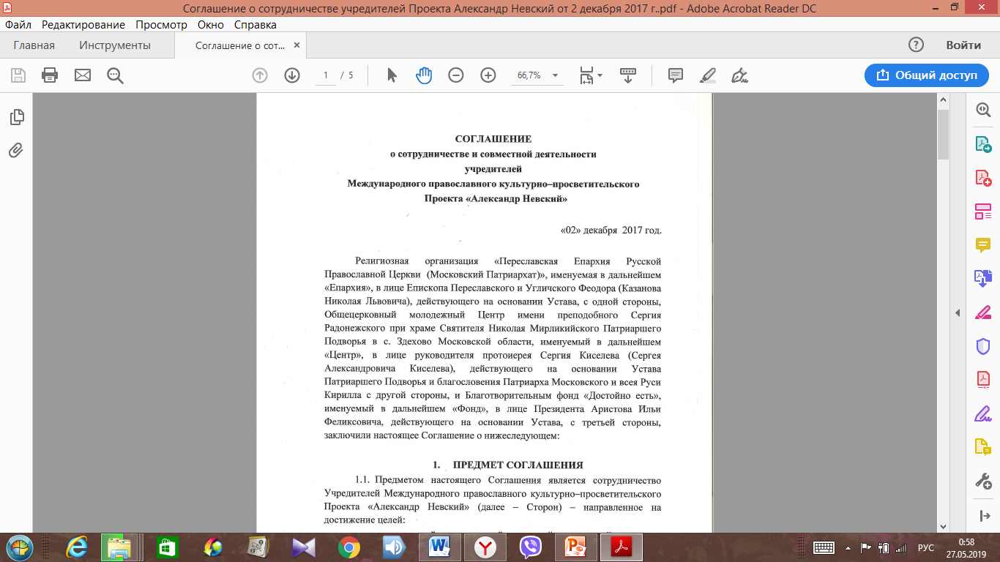 Соглашение о сотрудничестве учредителей Проекта Александр Невский от 2 декабря 2017 г..pdf - Adobe Acrobat Reader DC
Файл Редактирование Просмотр Окно Справка
Главная Инструменты Соглашение о сот... × Войти
1 / 5 66,7% Общий доступ
СОГЛАШЕНИЕ
о сотрудничестве и совместной деятельности
учредителей
Международного православного культурно–просветительского
Проекта «Александр Невский»
«02» декабря 2017 год.
Религиозная организация «Переславская Епархия Русской
Православной Церкви (Московский Патриархат)», именуемая в дальнейшем
«Епархия», в лице Епископа Переславского и Угличского Феодора (Казанова
Николая Львовича), действующего на основании Устава, с одной стороны,
Общецерковный молодежный Центр имени преподобного Сергия
Радонежского при храме Святителя Николая Мирликийского Патриаршего
Подворья в с. Здехово Московской области, именуемый в дальнейшем
«Центр», в лице руководителя протоиерея Сергия Киселева (Сергея
Александровича Киселева), действующего на основании Устава
Патриаршего Подворья и благословения Патриарха Московского и всея Руси
Кирилла с другой стороны, и Благотворительным фонд «Достойно есть»,
именуемый в дальнейшем «Фонд», в лице Президента Аристова Ильи
Феликсовича, действующего на основании Устава, с третьей стороны,
заключили настоящее Соглашение о нижеследующем:
1. ПРЕДМЕТ СОГЛАШЕНИЯ
1.1. Предметом настоящего Соглашения является сотрудничество
Учредителей Международного православного культурно–просветительского
Проекта «Александр Невский» (далее – Сторон) – направленное на
достижение целей:
РУС
0:58
27.05.2019